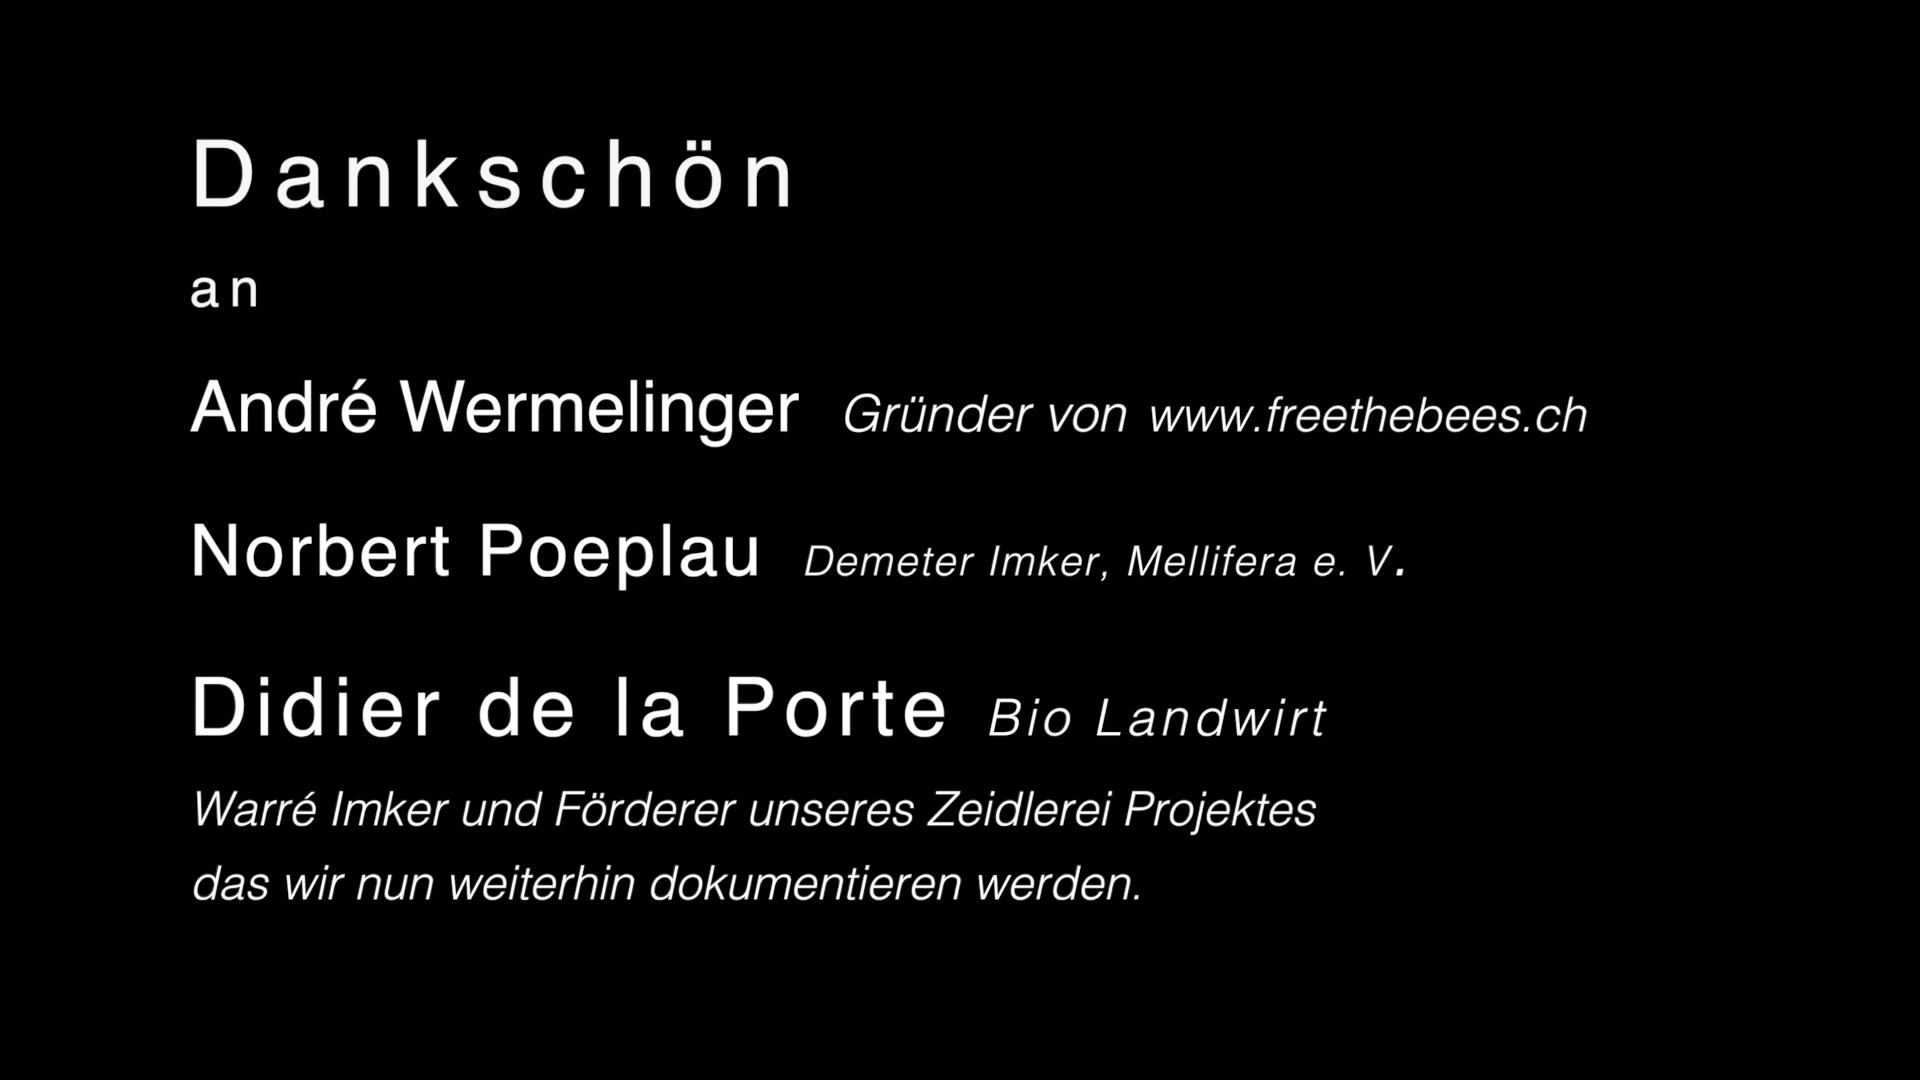 Dankschön
an
André Wermelinger Gründer von www.freethebees.ch
Norbert Poeplau Demeter Imker, Mellifera e. V.
Didier de la Porte Bio Landwirt
Warré Imker und Förderer unseres Zeidlerei Projektes
das wir nun weiterhin dokumentieren werden.